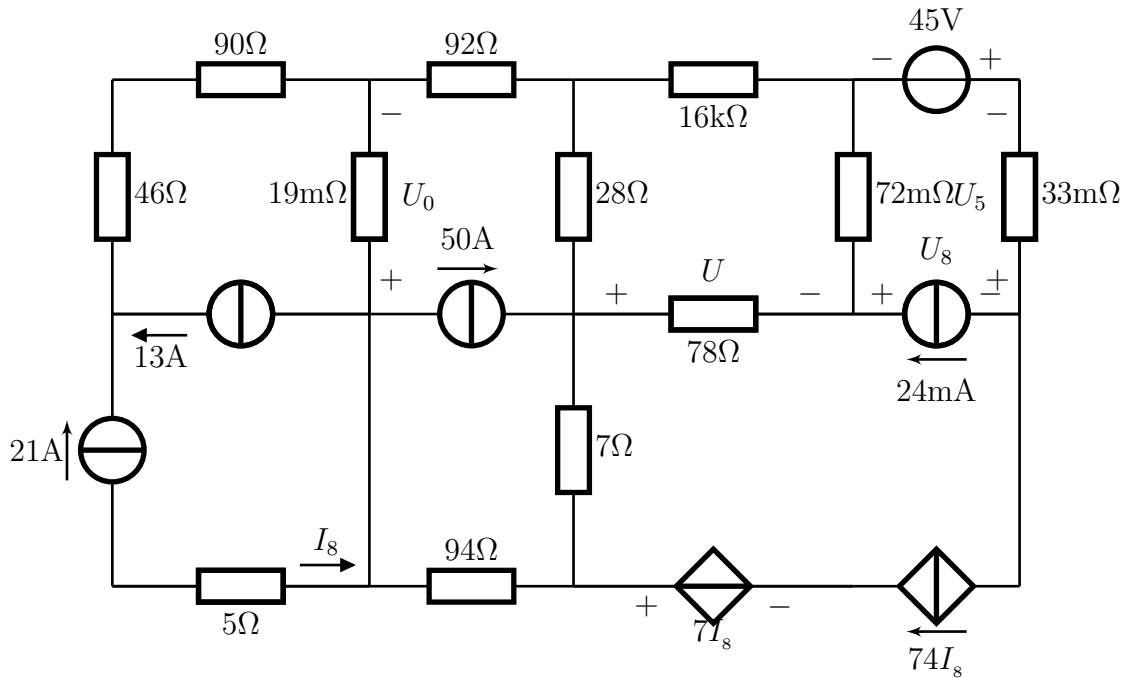 45V
90Ω
92Ω
− +
16kΩ
− −
46Ω
19mΩ
U₀
28Ω
72mΩ
U₅
33mΩ
50A
U
U₈
+ + − + − +
13A
78Ω
24mA
21A
7Ω
I₈
94Ω
5Ω
+ −
7I₈
74I₈